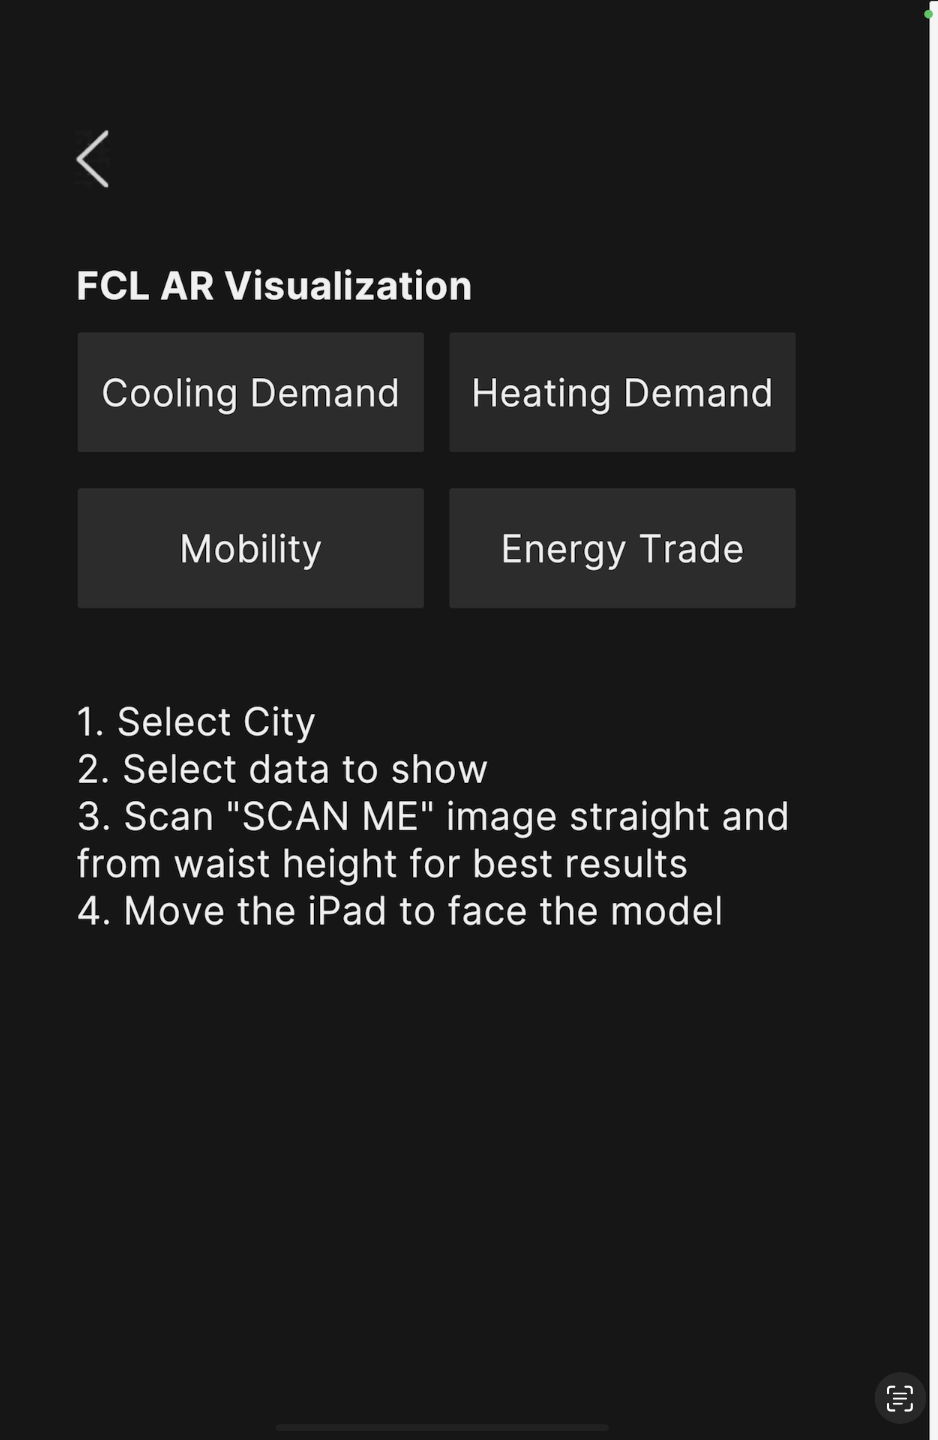 FCL AR Visualization
Cooling Demand
Heating Demand
Mobility
Energy Trade
1. Select City
2. Select data to show
3. Scan "SCAN ME" image straight and
from waist height for best results
4. Move the iPad to face the model